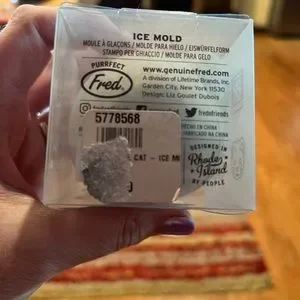 ICE MOLD
MOULE À GLAÇONS / MOLDE PARA HIELO / EISWÜRFELFORM
STAMPO PER GHIACCIO / MOLDE PARA GELO
PURRFECT
Fred.
www.genuinefred.com
A division of Lifetime Brands, Inc.
Garden City, New York 11530
Design: Liz Goulet Dubois
frednfriends
5778568
CAT - ICE
HECHO EN CHINA
FABRICADO NA CHINA
DESIGNED IN
Rhode
Island
BY PEOPLE